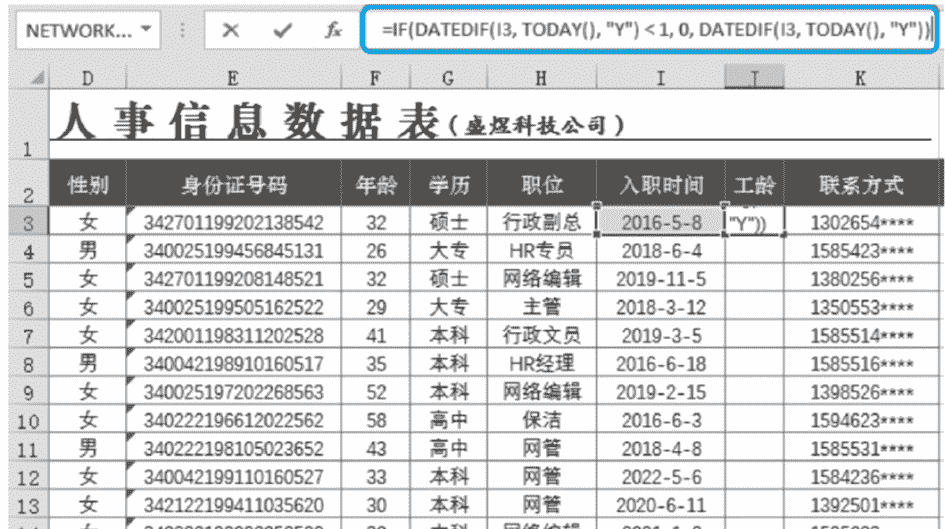 NETWORK... =IF(DATEDIF(I3, TODAY(), "Y") < 1, 0, DATEDIF(I3, TODAY(), "Y"))
D E F G H I J K
1 人事信息数据表(盛煜科技公司)
2 性别 身份证号码 年龄 学历 职位 入职时间 工龄 联系方式
3 女 342701199202138542 32 硕士 行政副总 2016-5-8 "Y")) 1302654****
4 男 340025199456845131 26 大专 HR专员 2018-6-4 1585423****
5 女 342701199208148521 32 硕士 网络编辑 2019-11-5 1380256****
6 女 340025199505162522 29 大专 主管 2018-3-12 1350553****
7 女 342001198311202528 41 本科 行政文员 2019-3-5 1585514****
8 男 340042198910160517 35 本科 HR经理 2016-6-18 1585516****
9 女 340025197202268563 52 本科 网络编辑 2019-2-15 1398526****
10 女 340222196612022562 58 高中 保洁 2016-6-3 1594623****
11 男 340222198105023652 43 高中 网管 2018-4-8 1585531****
12 女 340042199110160527 33 本科 网管 2022-5-6 1584236****
13 女 342122199411035620 30 本科 网管 2020-6-11 1392501****